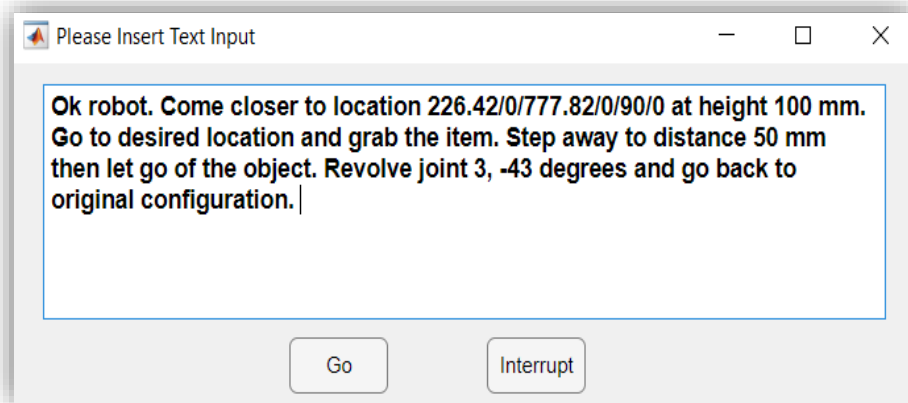 Please Insert Text Input
Ok robot. Come closer to location 226.42/0/777.82/0/90/0 at height 100 mm.
Go to desired location and grab the item. Step away to distance 50 mm
then let go of the object. Revolve joint 3, -43 degrees and go back to
original configuration.
Go
Interrupt